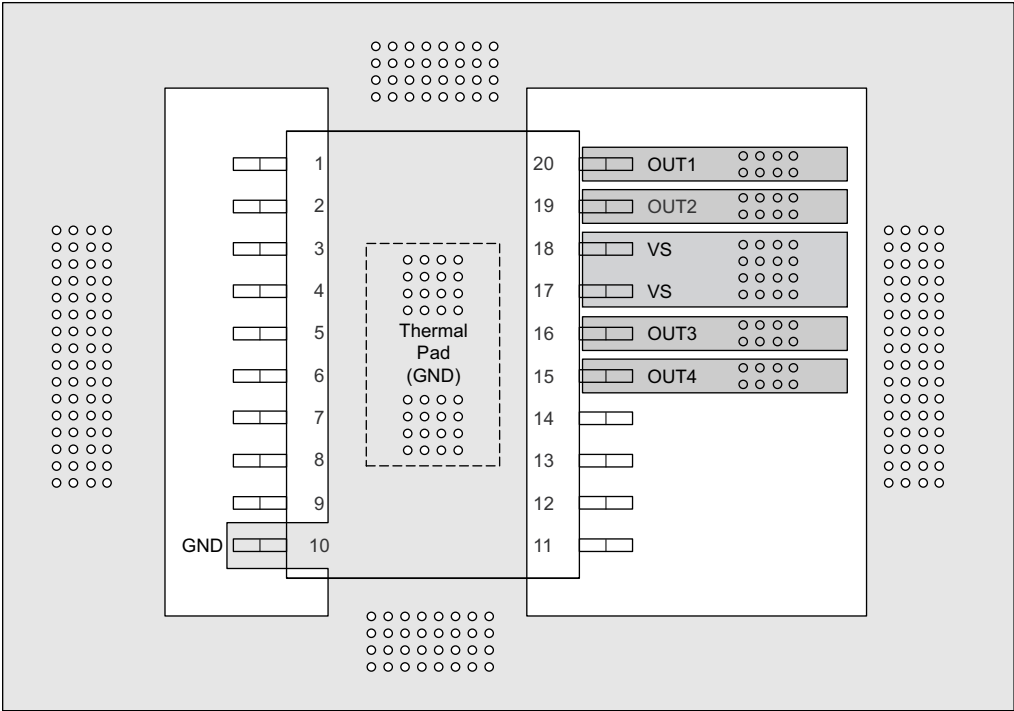 1
2
3
4
5
6
7
8
9
GND 10
Thermal
Pad
(GND)
20 OUT1
19 OUT2
18 VS
17 VS
16 OUT3
15 OUT4
14
13
12
11